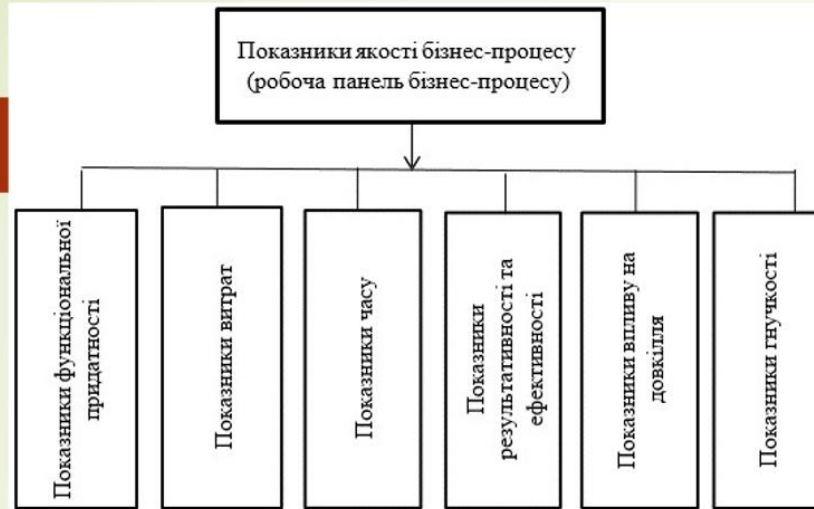 Показники якості бізнес-процесу
(робоча панель бізнес-процесу)
Показники функціональної
придатності
Показники витрат
Показники часу
Показники
результативності та
ефективності
Показники впливу на
довкілля
Показники гнучкості